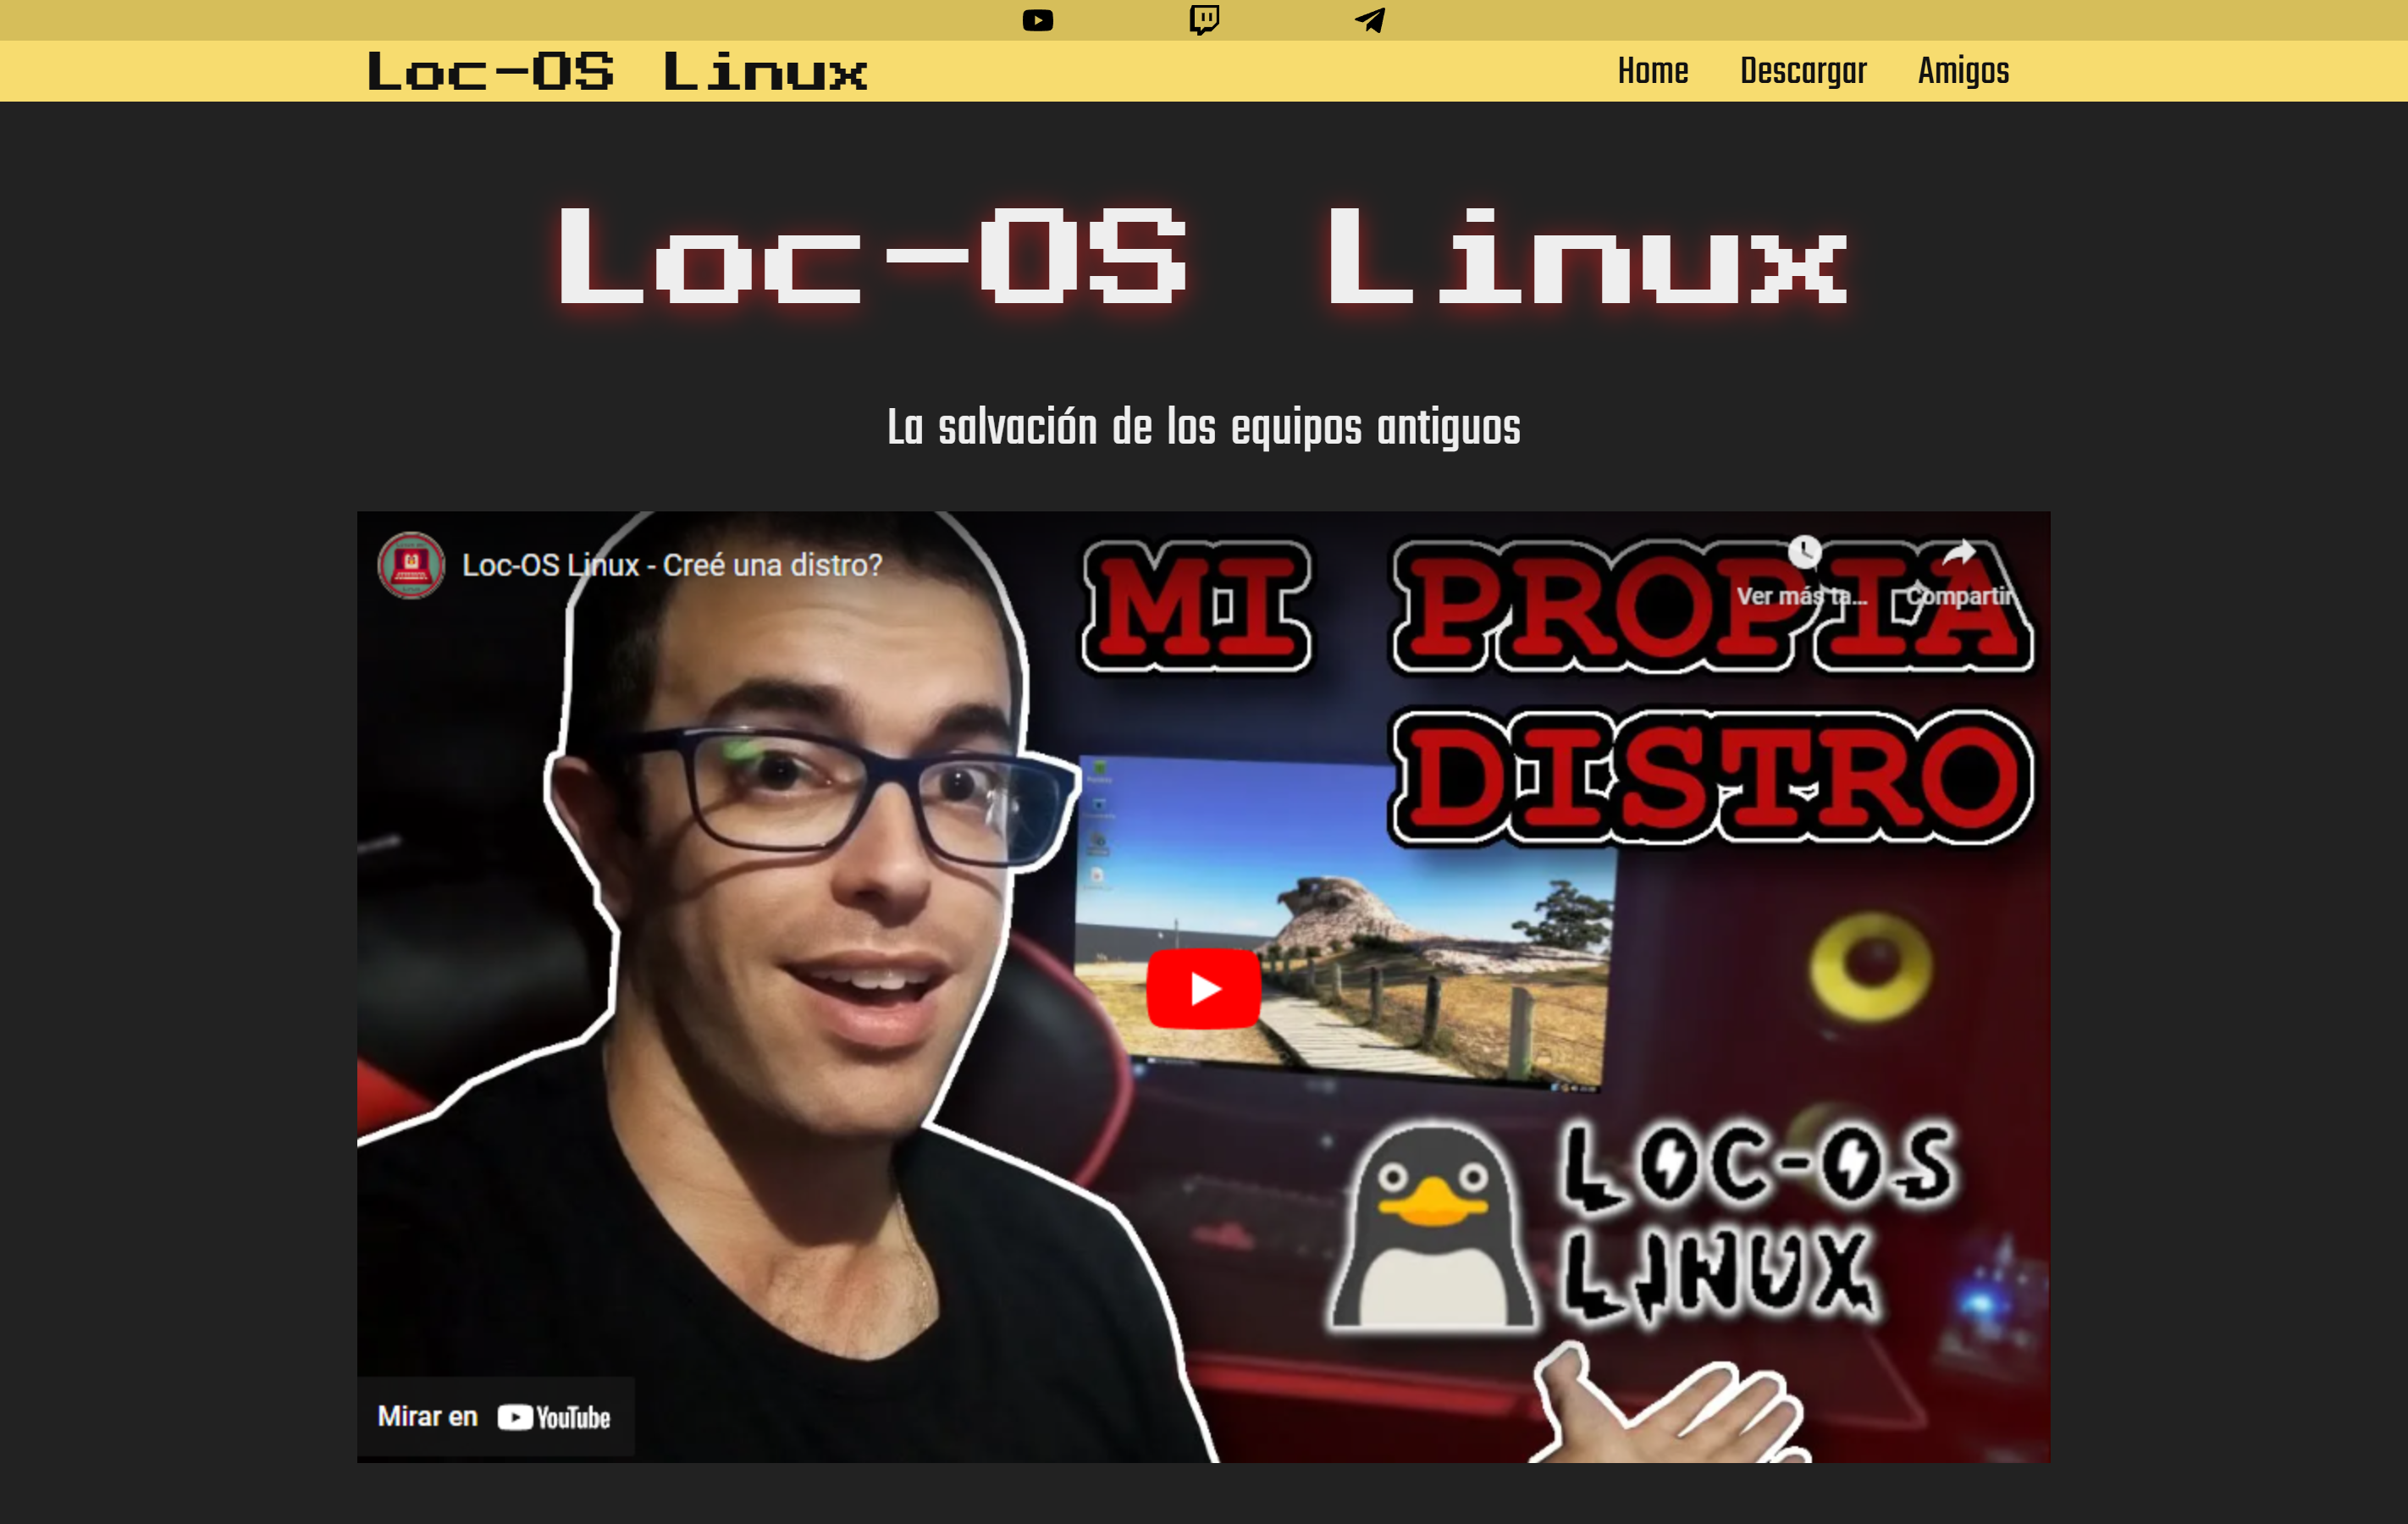 Loc-OS Linux
Home Descargar Amigos
Loc-OS Linux
La salvación de los equipos antiguos
Loc-OS Linux - Creé una distro?
Ver más ta... Compartir
MI PROPIA
DISTRO
LOC-OS
LINUX
Mirar en YouTube